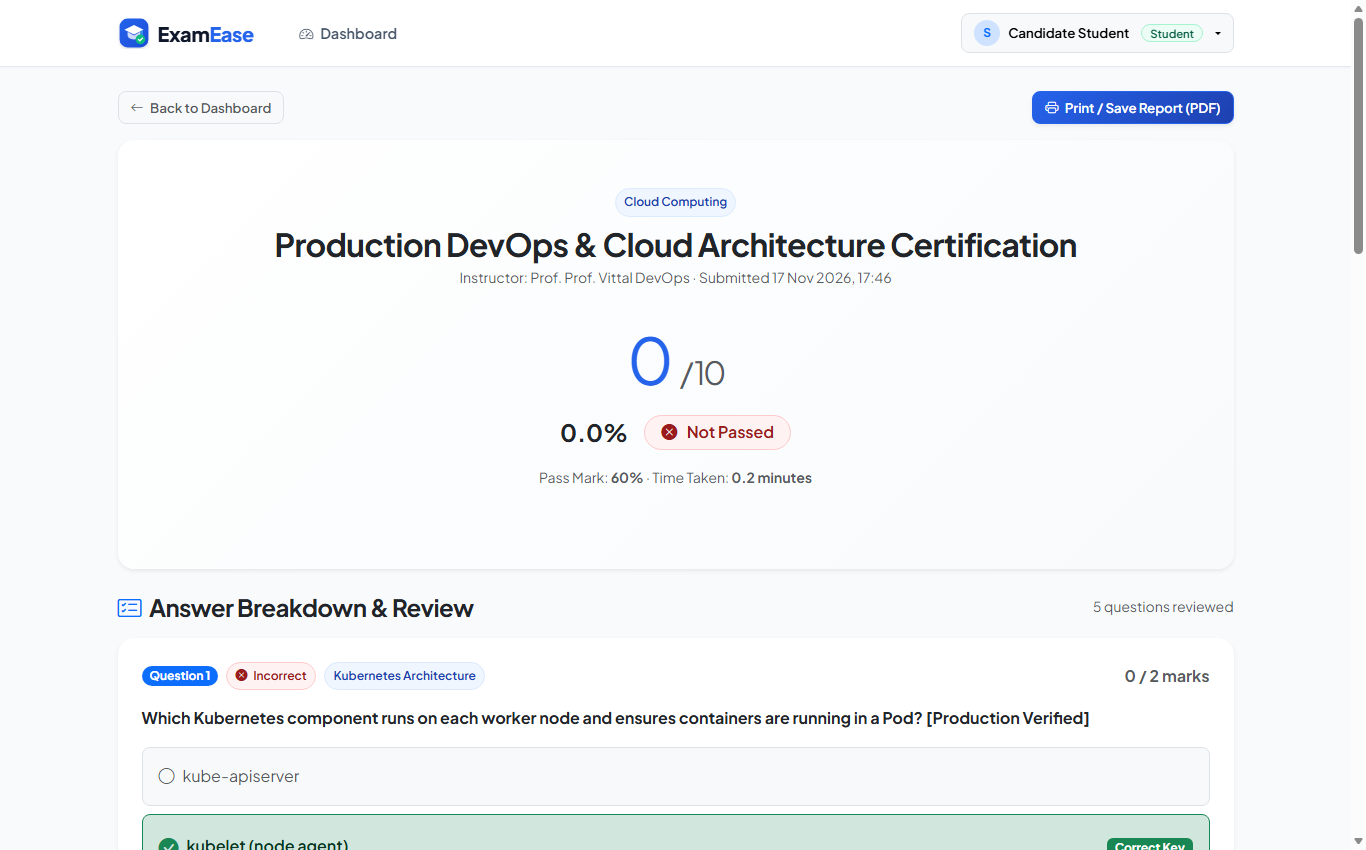 ExamEase
Dashboard
S Candidate Student Student
← Back to Dashboard
Print / Save Report (PDF)
Cloud Computing
Production DevOps & Cloud Architecture Certification
Instructor: Prof. Prof. Vittal DevOps · Submitted 17 Nov 2026, 17:46
0 /10
0.0% Not Passed
Pass Mark: 60% · Time Taken: 0.2 minutes
Answer Breakdown & Review
5 questions reviewed
Question 1 Incorrect Kubernetes Architecture 0 / 2 marks
Which Kubernetes component runs on each worker node and ensures containers are running in a Pod? [Production Verified]
kube-apiserver
kubelet (node agent) Correct Key